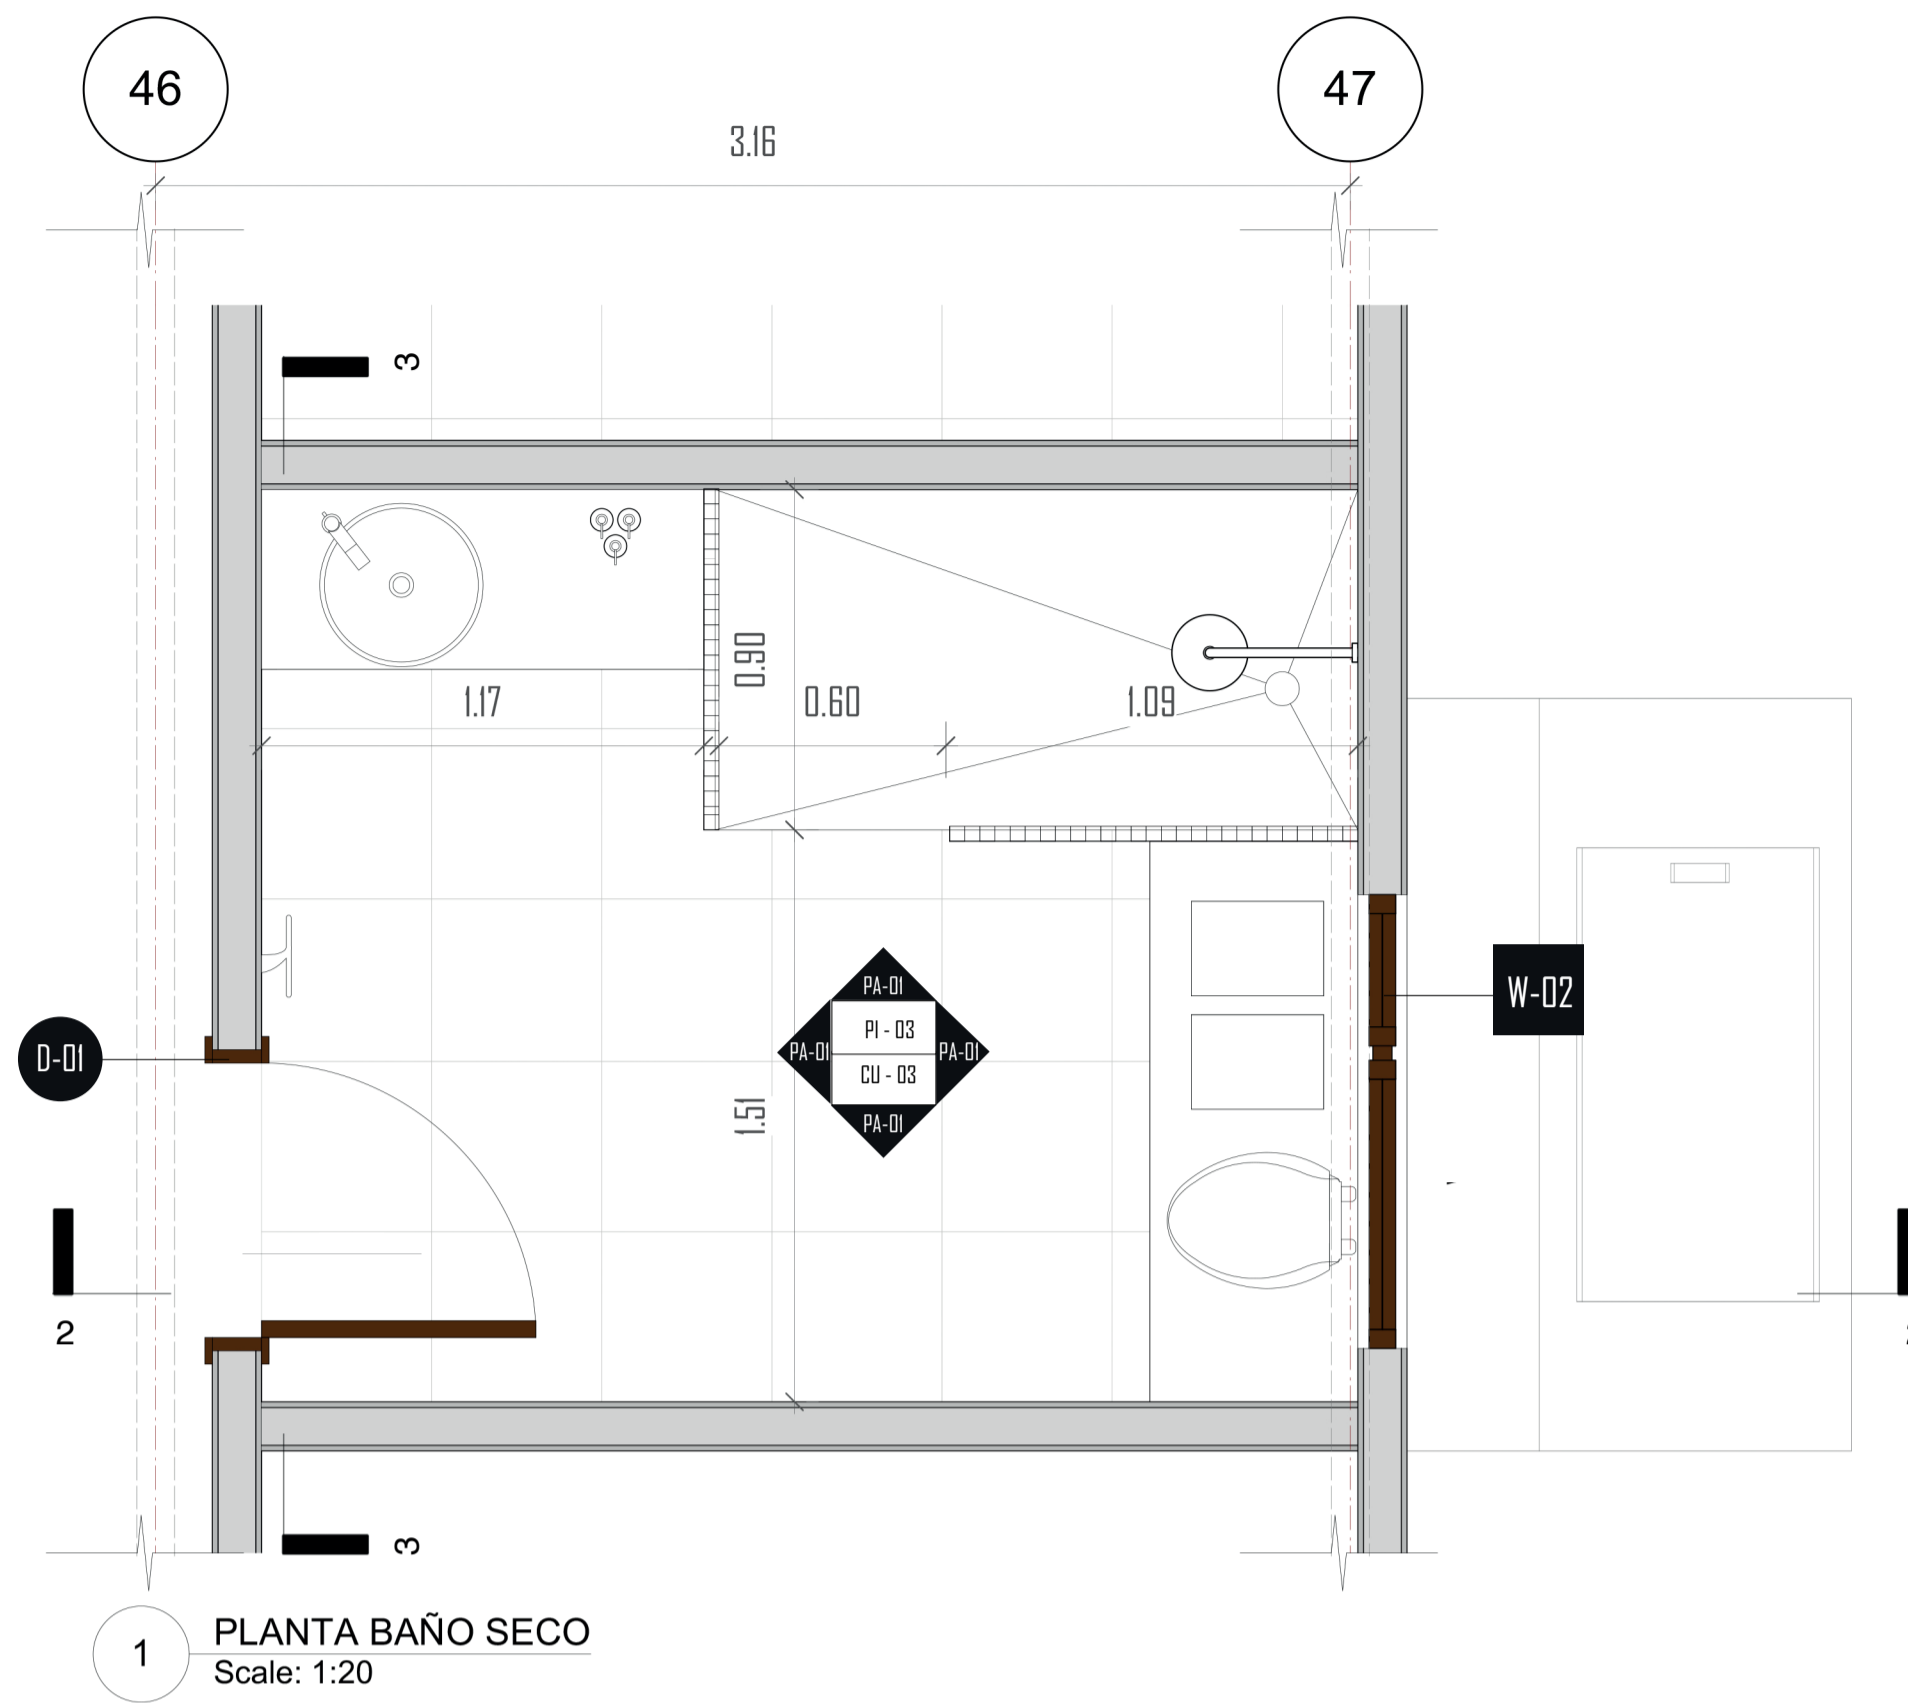 46
47
3.16
3
0.90
1.17
0.60
1.09
PA-01
PI - 03
W-02
D-01
PA-01
PA-01
CU - 03
PA-01
1.51
2
3
1
PLANTA BAÑO SECO
Scale: 1:20